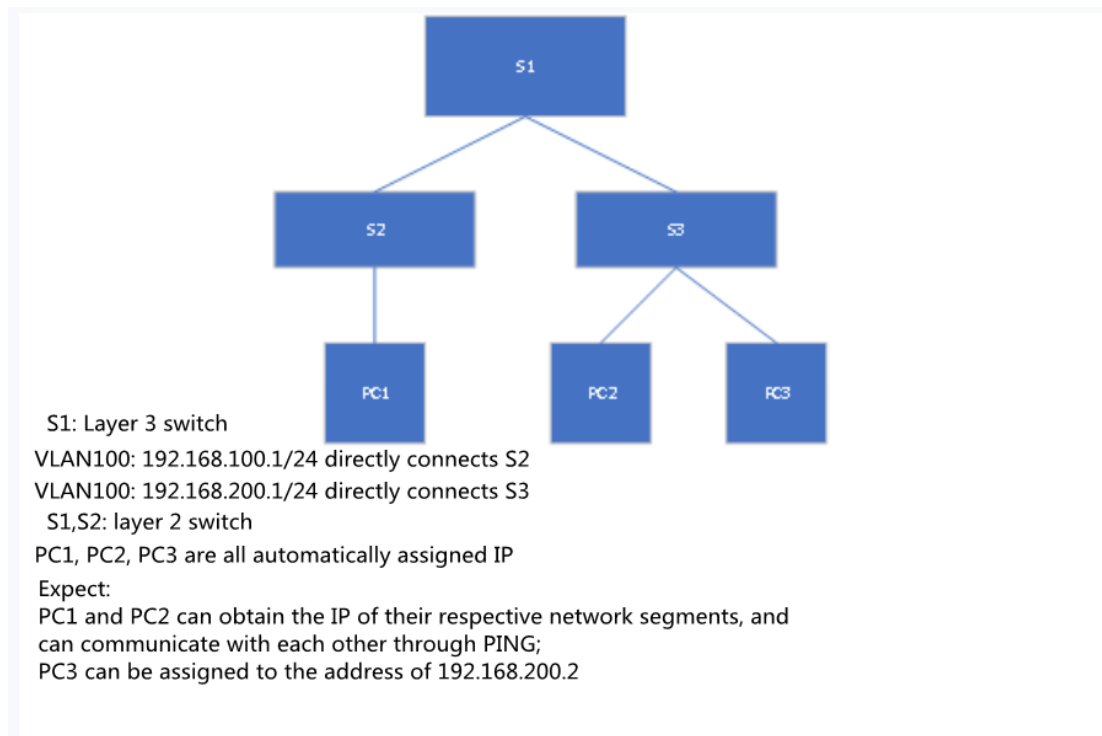 S1
S2
S3
PC1
PC2
PC3
S1: Layer 3 switch
VLAN100: 192.168.100.1/24 directly connects S2
VLAN100: 192.168.200.1/24 directly connects S3
S1,S2: layer 2 switch
PC1, PC2, PC3 are all automatically assigned IP
Expect:
PC1 and PC2 can obtain the IP of their respective network segments, and
can communicate with each other through PING;
PC3 can be assigned to the address of 192.168.200.2